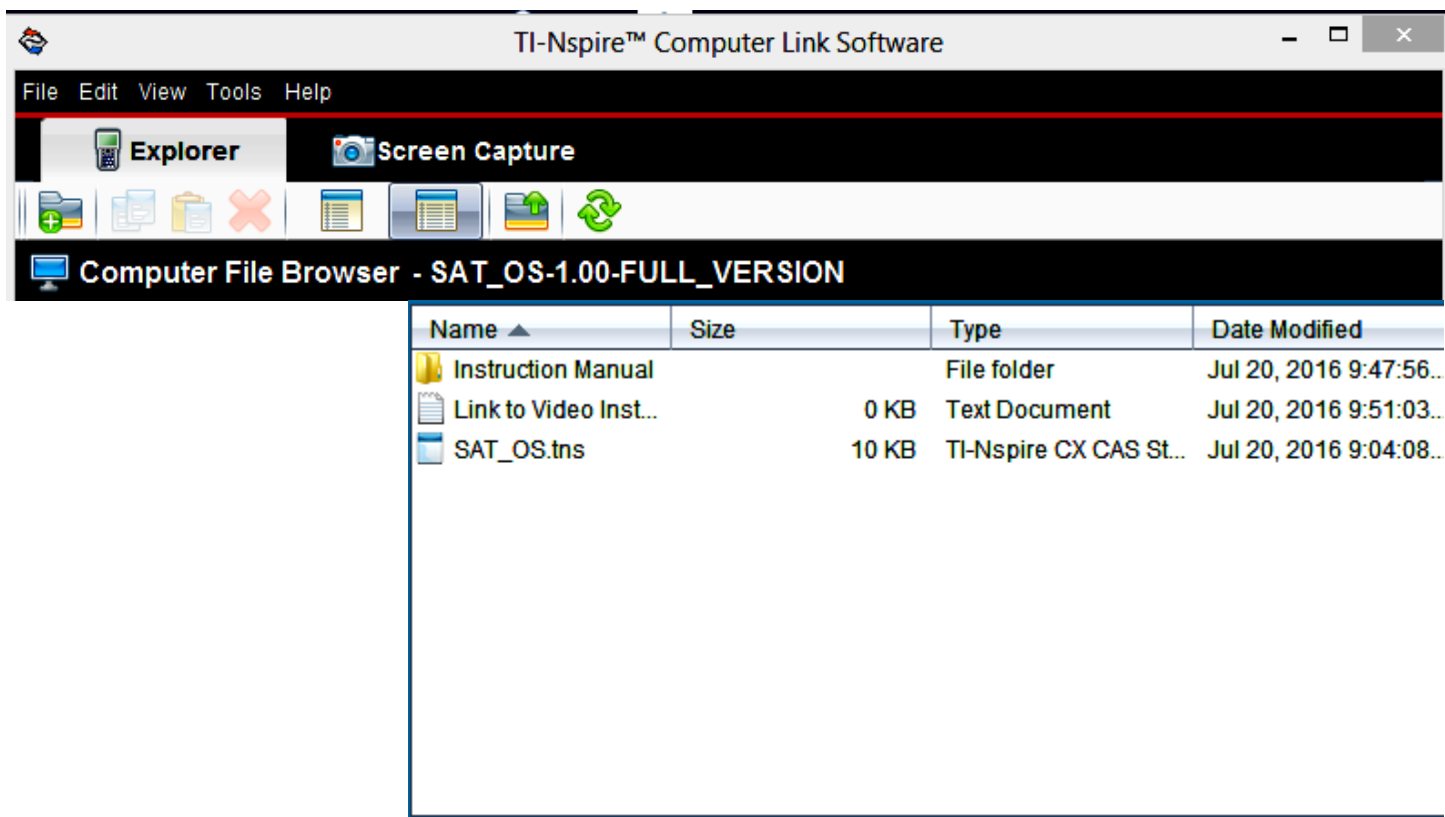 TI-Nspire™ Computer Link Software
File Edit View Tools Help
Explorer Screen Capture
Computer File Browser - SAT_OS-1.00-FULL_VERSION
Name Size Type Date Modified
Instruction Manual File folder Jul 20, 2016 9:47:56...
Link to Video Inst... 0 KB Text Document Jul 20, 2016 9:51:03...
SAT_OS.tns 10 KB TI-Nspire CX CAS St... Jul 20, 2016 9:04:08...